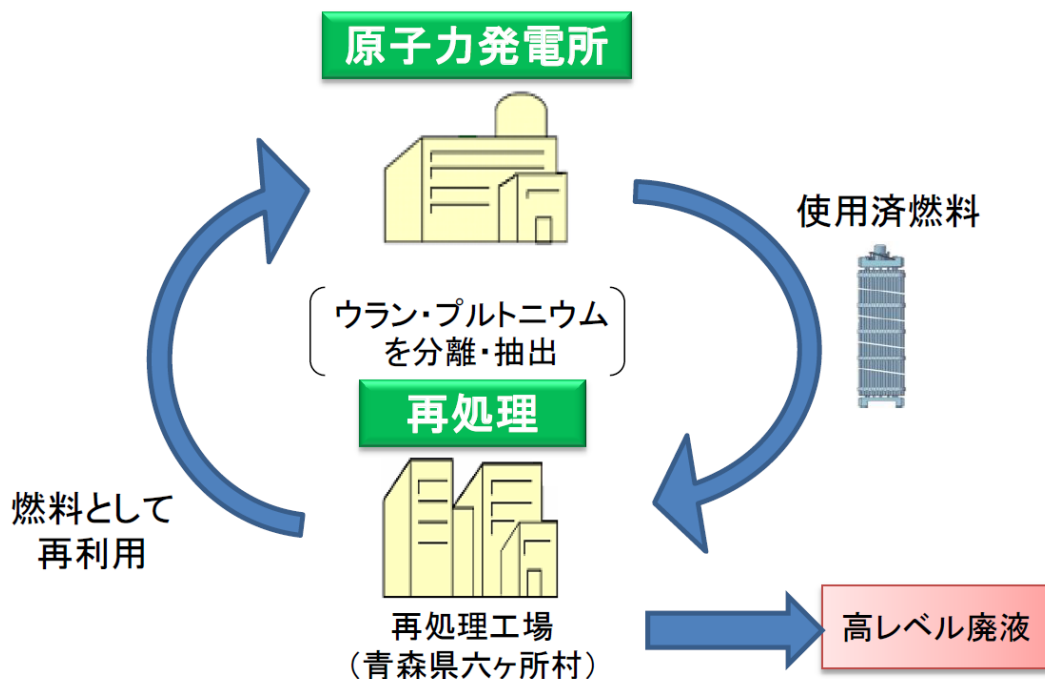 原子力発電所
使用済燃料
ウラン・プルトニウム
を分離・抽出
再処理
燃料として
再利用
再処理工場
（青森県六ヶ所村）
高レベル廃液